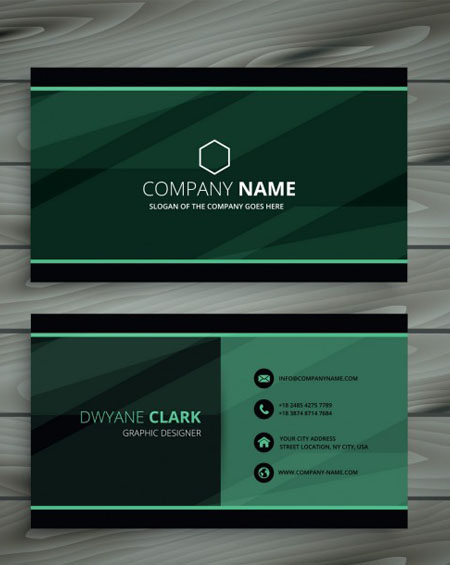 COMPANY NAME
SLOGAN OF THE COMPANY GOES HERE
DWYANE CLARK
GRAPHIC DESIGNER
INFO@COMPANYNAME.COM
+18 2485 4275 7789
+18 3874 8714 7684
YOUR CITY ADDRESS
STREET LOCATION, NY CITY, USA
WWW.COMPANY-NAME.COM